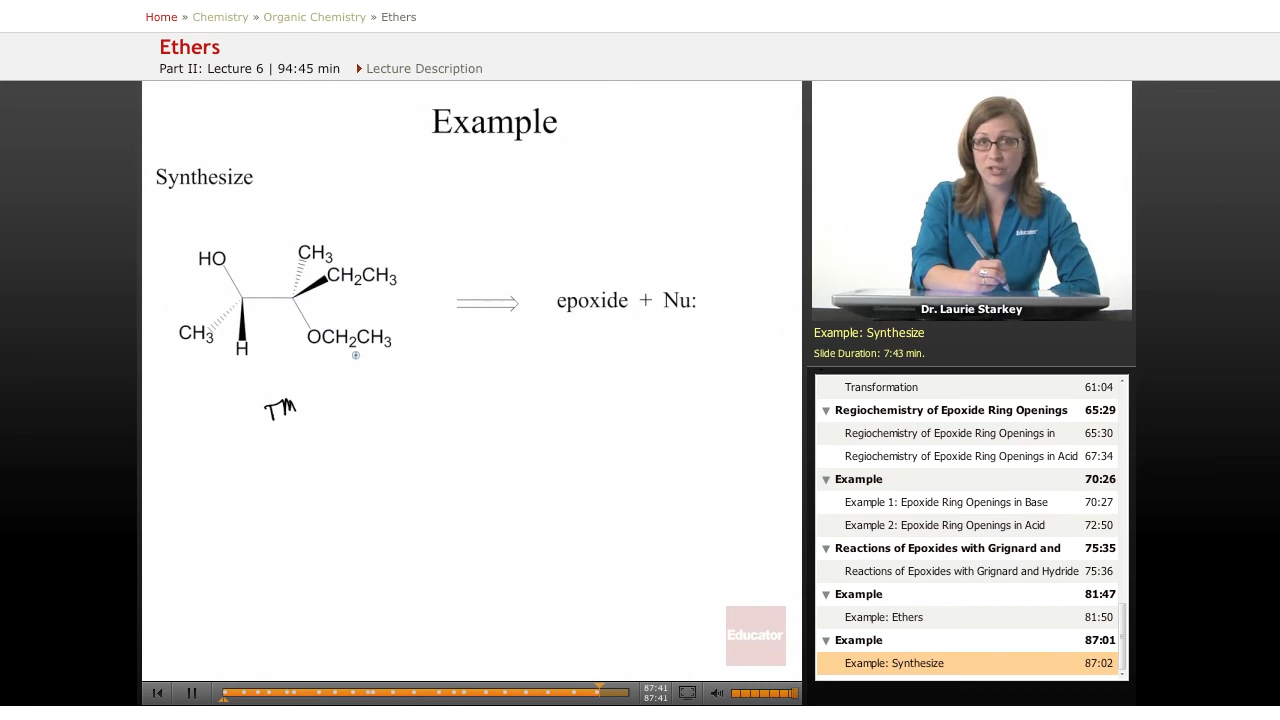 Home » Chemistry » Organic Chemistry » Ethers
Ethers
Part II: Lecture 6 | 94:45 min Lecture Description
Example
Synthesize
HO
CH3
CH2CH3
CH3
H
OCH2CH3
epoxide + Nu:
TM
Educator
87:41
87:41
Educator
Dr. Laurie Starkey
Example: Synthesize
Slide Duration: 7:43 min.
Transformation 61:04
Regiochemistry of Epoxide Ring Openings 65:29
Regiochemistry of Epoxide Ring Openings in 65:30
Regiochemistry of Epoxide Ring Openings in Acid 67:34
Example 70:26
Example 1: Epoxide Ring Openings in Base 70:27
Example 2: Epoxide Ring Openings in Acid 72:50
Reactions of Epoxides with Grignard and 75:35
Reactions of Epoxides with Grignard and Hydride 75:36
Example 81:47
Example: Ethers 81:50
Example 87:01
Example: Synthesize 87:02